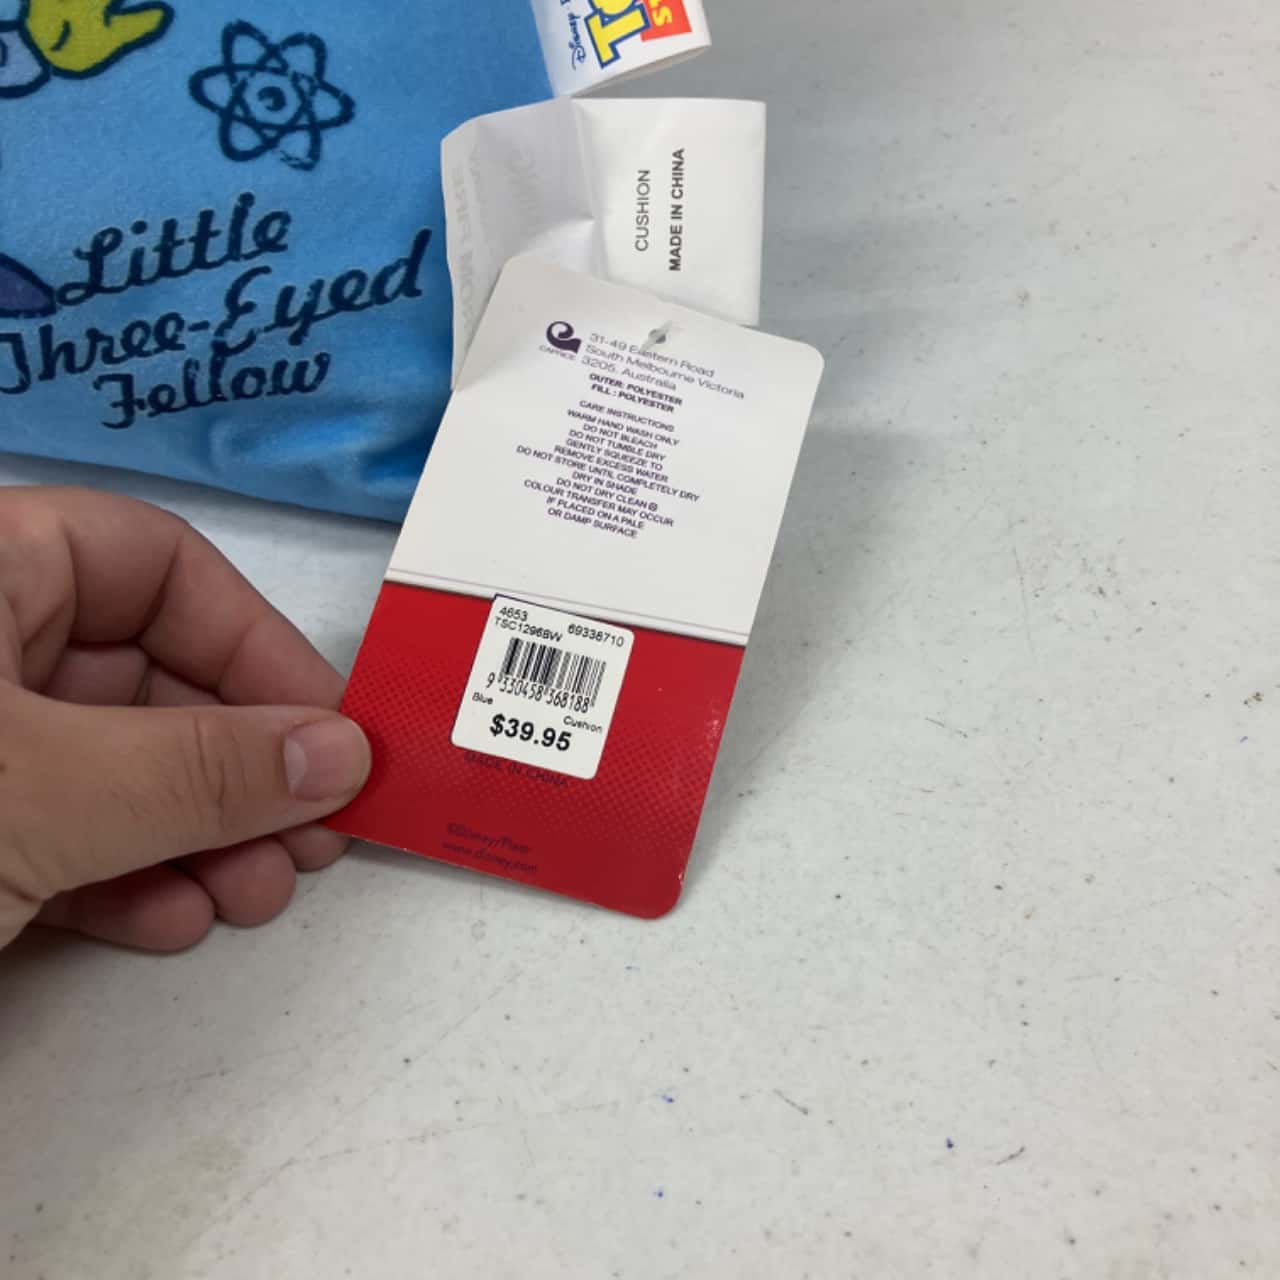 Disney
Little
Three-Eyed
Fellow
CUSHION
MADE IN CHINA
CAPRICE
31-49 Eastern Road
South Melbourne Victoria
3205. Australia
OUTER: POLYESTER
FILL : POLYESTER
CARE INSTRUCTIONS
WARM HAND WASH ONLY
DO NOT BLEACH
DO NOT TUMBLE DRY
GENTLY SQUEEZE TO
REMOVE EXCESS WATER
DO NOT STORE UNTIL COMPLETELY DRY
DRY IN SHADE
DO NOT DRY CLEAN
COLOUR TRANSFER MAY OCCUR
IF PLACED ON A PALE
OR DAMP SURFACE
4653 69338710
TSC1296BW
9 330458 368188
Blue Cushion
$39.95
MADE IN CHINA
©Disney/Pixar
www.disney.com